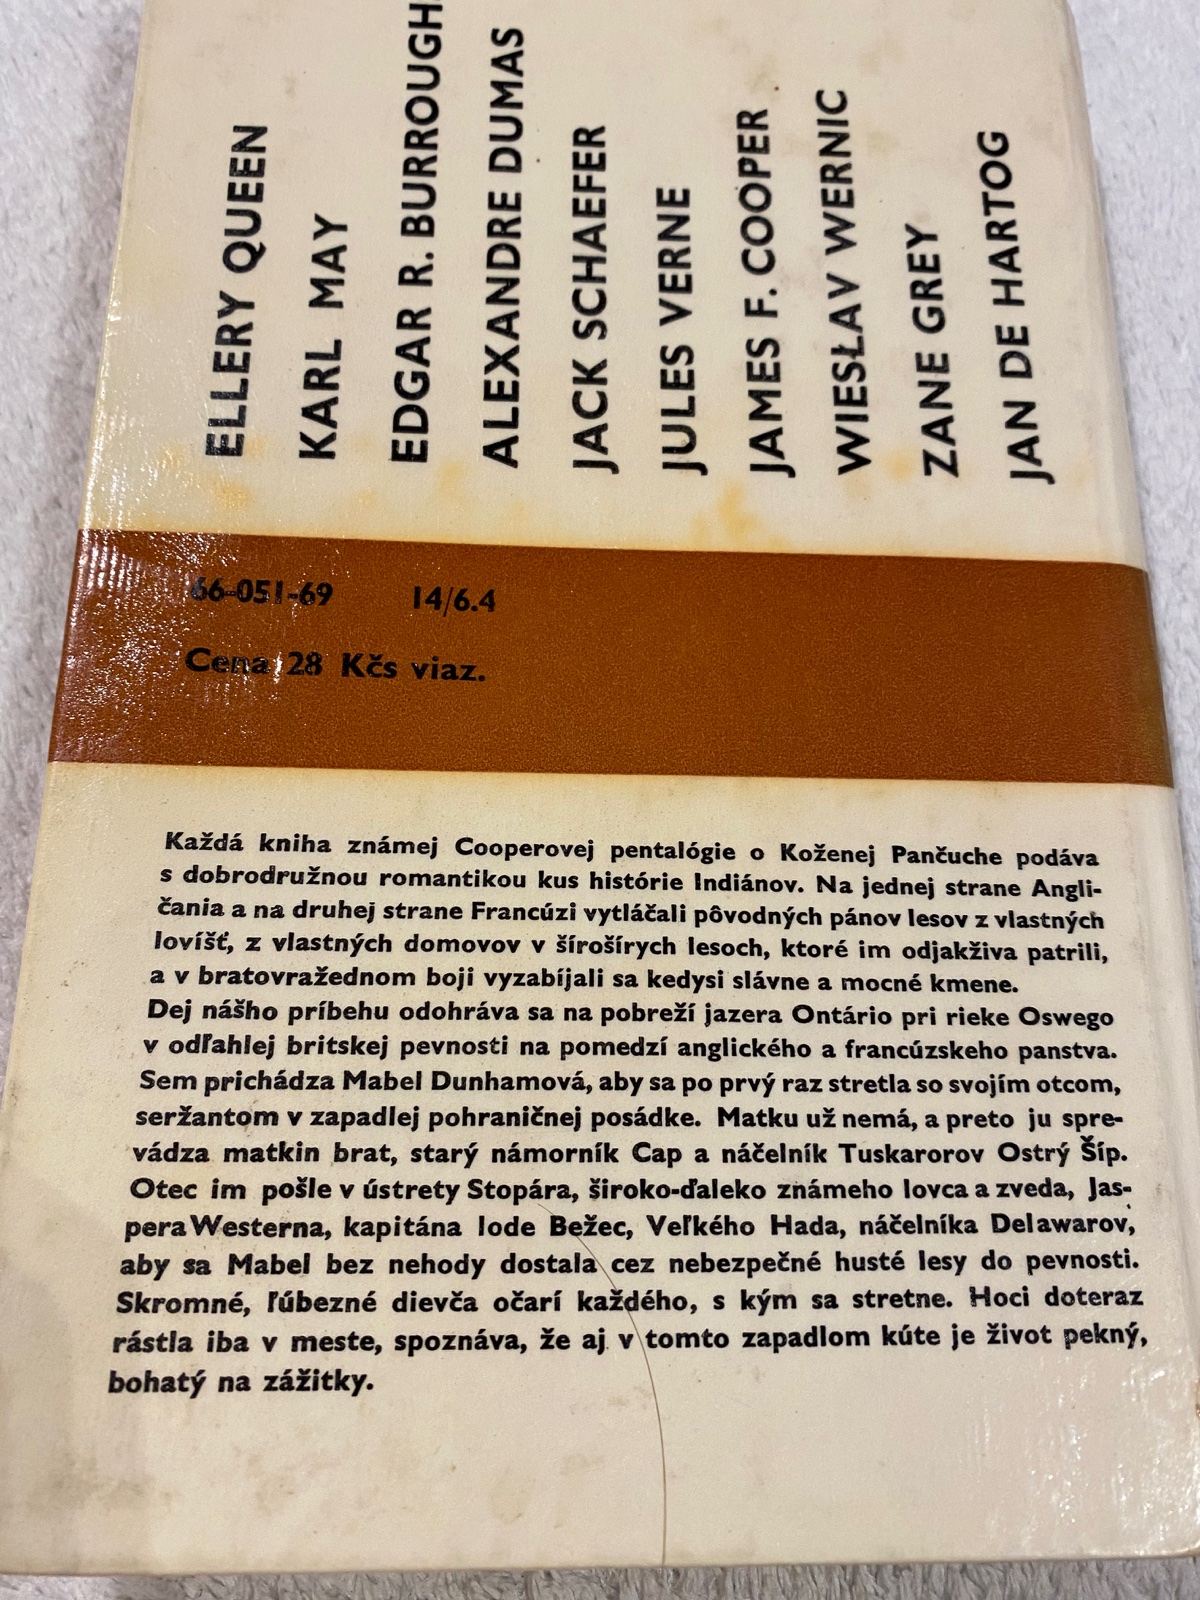 ELLERY QUEEN
KARL MAY
EDGAR R. BURROUGH
ALEXANDRE DUMAS
JACK SCHAEFER
JULES VERNE
JAMES F. COOPER
WIESŁAV WERNIC
ZANE GREY
JAN DE HARTOG
66-051-69 14/6.4
Cena 28 Kčs viaz.
Každá kniha známej Cooperovej pentalógie o Koženej Pančuche podáva
s dobrodružnou romantikou kus histórie Indiánov. Na jednej strane Angli-
čania a na druhej strane Francúzi vytláčali pôvodných pánov lesov z vlastných
lovíšť, z vlastných domovov v šírošírych lesoch, ktoré im odjakživa patrili,
a v bratovražednom boji vyzabíjali sa kedysi slávne a mocné kmene.
Dej nášho príbehu odohráva sa na pobreží jazera Ontário pri rieke Oswego
v odľahlej britskej pevnosti na pomedzí anglického a francúzskeho panstva.
Sem prichádza Mabel Dunhamová, aby sa po prvý raz stretla so svojím otcom,
seržantom v zapadlej pohraničnej posádke. Matku už nemá, a preto ju spre-
vádza matkin brat, starý námorník Cap a náčelník Tuskarorov Ostrý Šíp.
Otec im pošle v ústrety Stopára, široko-ďaleko známeho lovca a zveda, Jas-
pera Westerna, kapitána lode Bežec, Veľkého Hada, náčelníka Delawarov,
aby sa Mabel bez nehody dostala cez nebezpečné husté lesy do pevnosti.
Skromné, ľúbezné dievča očarí každého, s kým sa stretne. Hoci doteraz
rástla iba v meste, spoznáva, že aj v tomto zapadlom kúte je život pekný,
bohatý na zážitky.